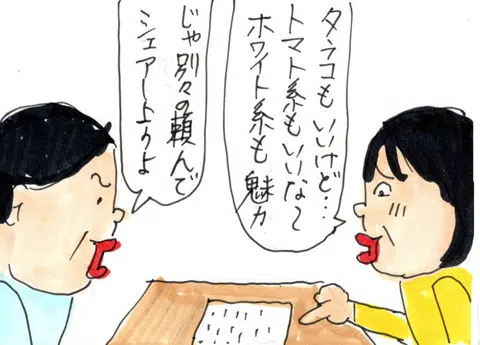 タラコもいいけど…
トマト系もいいな〜
ホワイト系も魅力
じゃ別々の頼んで
シェアーしようよ